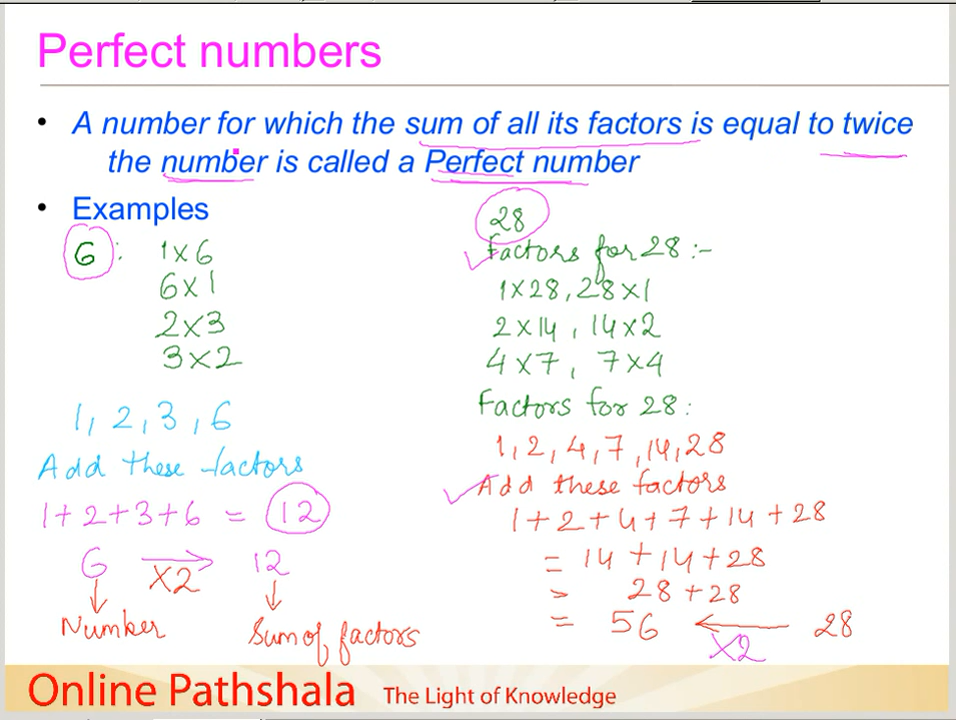 Perfect numbers
• A number for which the sum of all its factors is equal to twice
the number is called a Perfect number
• Examples
6 : 1 x 6
6 x 1
2 x 3
3 x 2
1, 2, 3, 6
Add these factors
1 + 2 + 3 + 6 = 12
6 → 12
X2
Number
Sum of factors
28
Factors for 28 :-
1 x 28, 28 x 1
2 x 14, 14 x 2
4 x 7, 7 x 4
Factors for 28 :
1, 2, 4, 7, 14, 28
Add these factors
1 + 2 + 4 + 7 + 14 + 28
= 14 + 14 + 28
= 28 + 28
= 56 ← 28
X2
Online Pathshala The Light of Knowledge